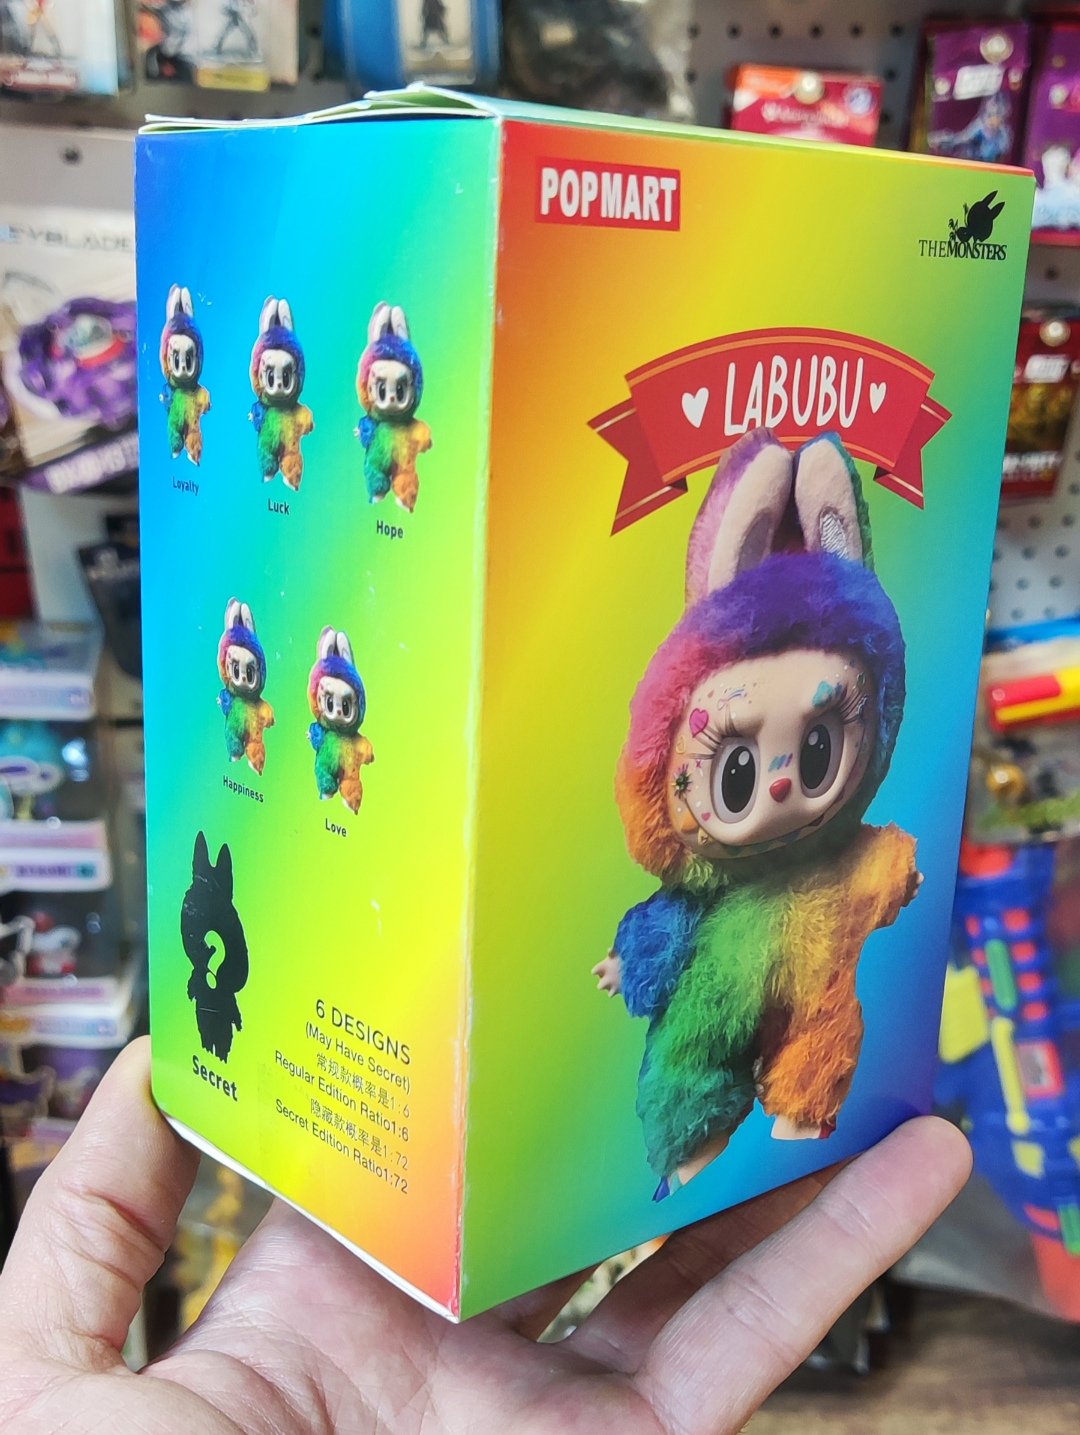 POPMART
THEMONSTERS
LABUBU
Loyalty
Luck
Hope
Happiness
Love
?
Secret
6 DESIGNS
(May Have Secret)
常规款概率是1:6
Regular Edition Ratio1:6
隐藏款概率是1:72
Secret Edition Ratio1:72
EYBLADE